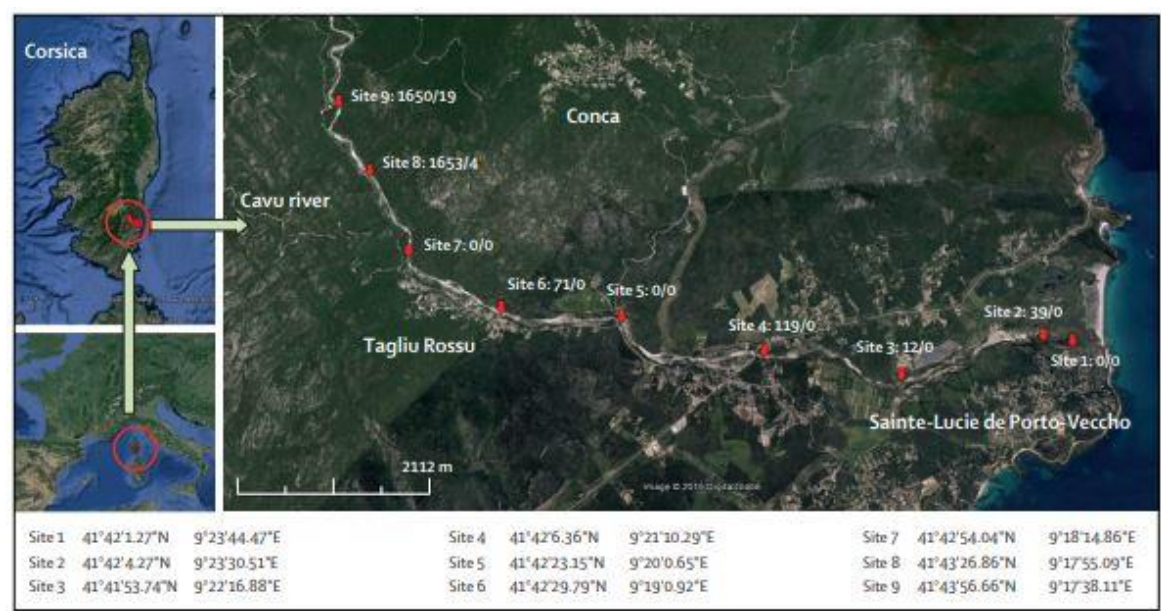 Corsica
Site 9: 1650/19
Conca
Site 8: 1653/4
Cavu river
Site 7: 0/0
Site 6: 71/0
Site 5: 0/0
Tagliu Rossu
Site 4: 119/0
Site 3: 12/0
Site 2: 39/0
Site 1: 0/0
Sainte-Lucie de Porto-Veccho
2112 m
Site 1 41°42'1.27"N 9°23'44.47"E
Site 2 41°42'4.27"N 9°23'30.51"E
Site 3 41°41'53.74"N 9°22'16.88"E
Site 4 41°42'6.36"N 9°21'10.29"E
Site 5 41°42'23.15"N 9°20'0.65"E
Site 6 41°42'29.79"N 9°19'0.92"E
Site 7 41°42'54.04"N 9°18'14.86"E
Site 8 41°43'26.86"N 9°17'55.09"E
Site 9 41°43'56.66"N 9°17'38.11"E